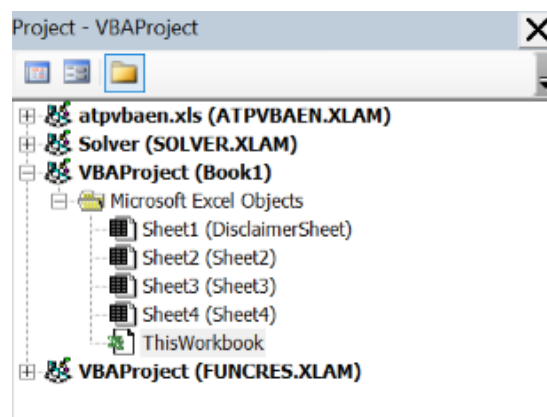 Project - VBAProject
atpvbaen.xls (ATPVBAEN.XLAM)
Solver (SOLVER.XLAM)
VBAProject (Book1)
Microsoft Excel Objects
Sheet1 (DisclaimerSheet)
Sheet2 (Sheet2)
Sheet3 (Sheet3)
Sheet4 (Sheet4)
ThisWorkbook
VBAProject (FUNCRES.XLAM)